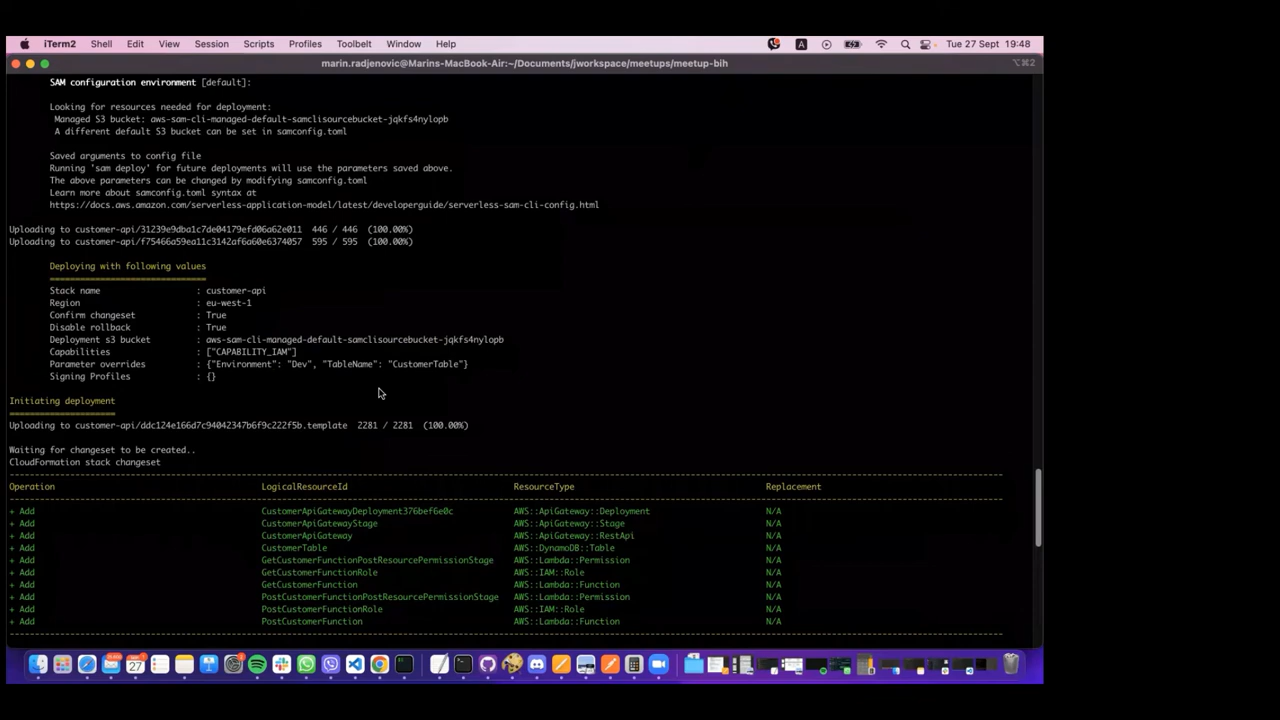 iTerm2 Shell Edit View Session Scripts Profiles Toolbelt Window Help Tue 27 Sept 19:48
marin.radjenovic@Marins-MacBook-Air:~/Documents/jworkspace/meetups/meetup-bih ⌥⌘2
SAM configuration environment [default]:
Looking for resources needed for deployment:
Managed S3 bucket: aws-sam-cli-managed-default-samclisourcebucket-jqkfs4nylopb
A different default S3 bucket can be set in samconfig.toml
Saved arguments to config file
Running 'sam deploy' for future deployments will use the parameters saved above.
The above parameters can be changed by modifying samconfig.toml
Learn more about samconfig.toml syntax at
https://docs.aws.amazon.com/serverless-application-model/latest/developerguide/serverless-sam-cli-config.html
Uploading to customer-api/31239e9dba1c7de04179efd06a62e011 446 / 446 (100.00%)
Uploading to customer-api/f75466a59ea11c3142af6a60e6374057 595 / 595 (100.00%)
Deploying with following values
===============================
Stack name : customer-api
Region : eu-west-1
Confirm changeset : True
Disable rollback : True
Deployment s3 bucket : aws-sam-cli-managed-default-samclisourcebucket-jqkfs4nylopb
Capabilities : ["CAPABILITY_IAM"]
Parameter overrides : {"Environment": "Dev", "TableName": "CustomerTable"}
Signing Profiles : {}
Initiating deployment
=====================
Uploading to customer-api/ddc124e166d7c94042347b6f9c222f5b.template 2281 / 2281 (100.00%)
Waiting for changeset to be created..
CloudFormation stack changeset
Operation LogicalResourceId ResourceType Replacement
+ Add CustomerApiGatewayDeployment376bef6e0c AWS::ApiGateway::Deployment N/A
+ Add CustomerApiGatewayStage AWS::ApiGateway::Stage N/A
+ Add CustomerApiGateway AWS::ApiGateway::RestApi N/A
+ Add CustomerTable AWS::DynamoDB::Table N/A
+ Add GetCustomerFunctionPostResourcePermissionStage AWS::Lambda::Permission N/A
+ Add GetCustomerFunctionRole AWS::IAM::Role N/A
+ Add GetCustomerFunction AWS::Lambda::Function N/A
+ Add PostCustomerFunctionPostResourcePermissionStage AWS::Lambda::Permission N/A
+ Add PostCustomerFunctionRole AWS::IAM::Role N/A
+ Add PostCustomerFunction AWS::Lambda::Function N/A